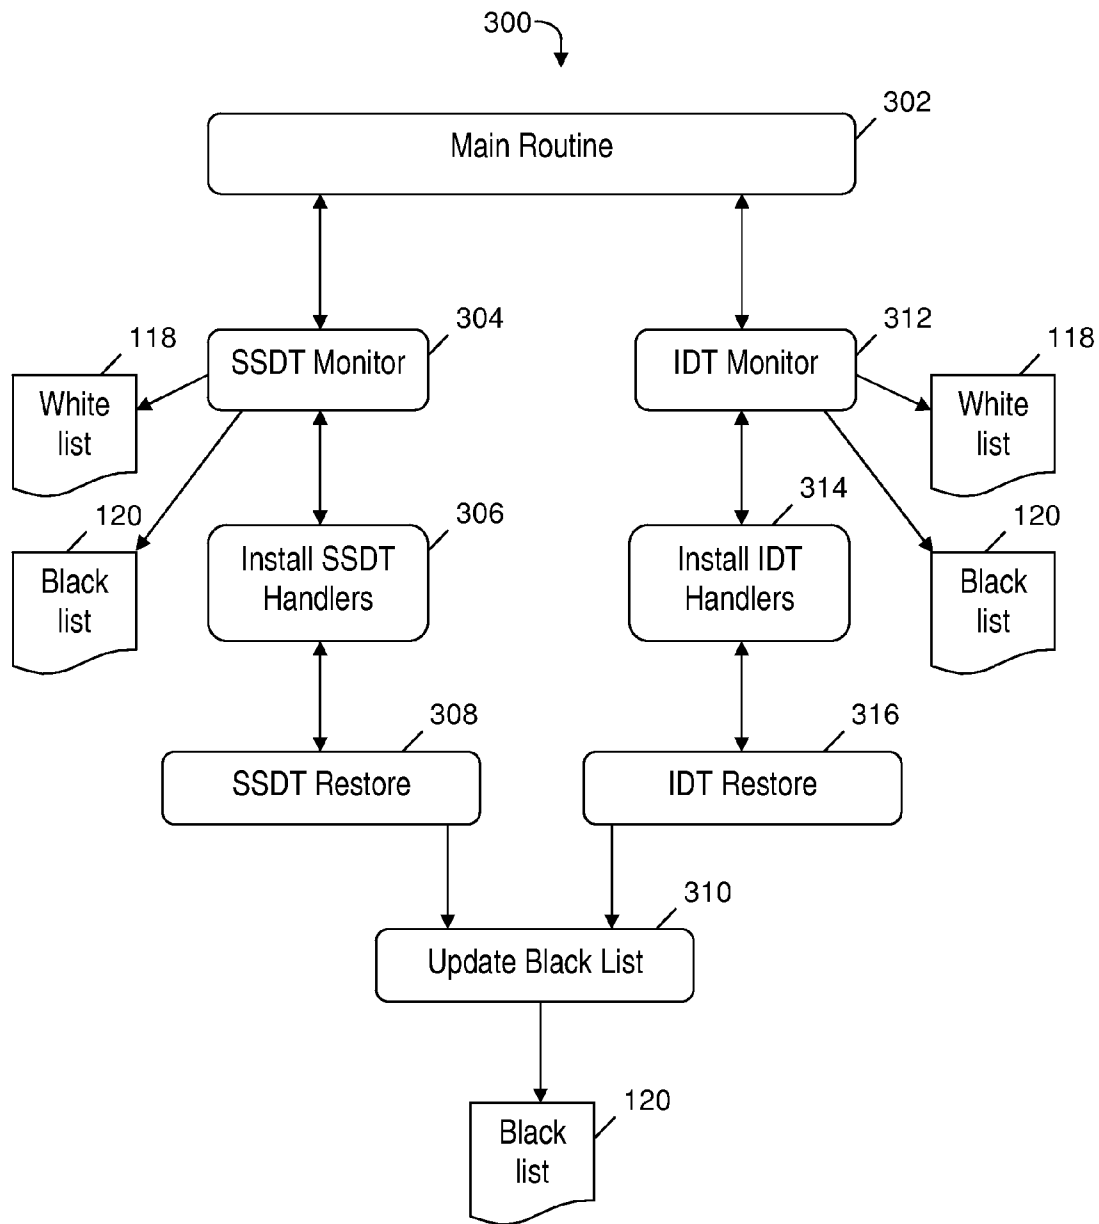 300
302
Main Routine
304
SSDT Monitor
312
IDT Monitor
118
White
list
118
White
list
120
Black
list
306
Install SSDT
Handlers
314
Install IDT
Handlers
120
Black
list
308
SSDT Restore
316
IDT Restore
310
Update Black List
120
Black
list